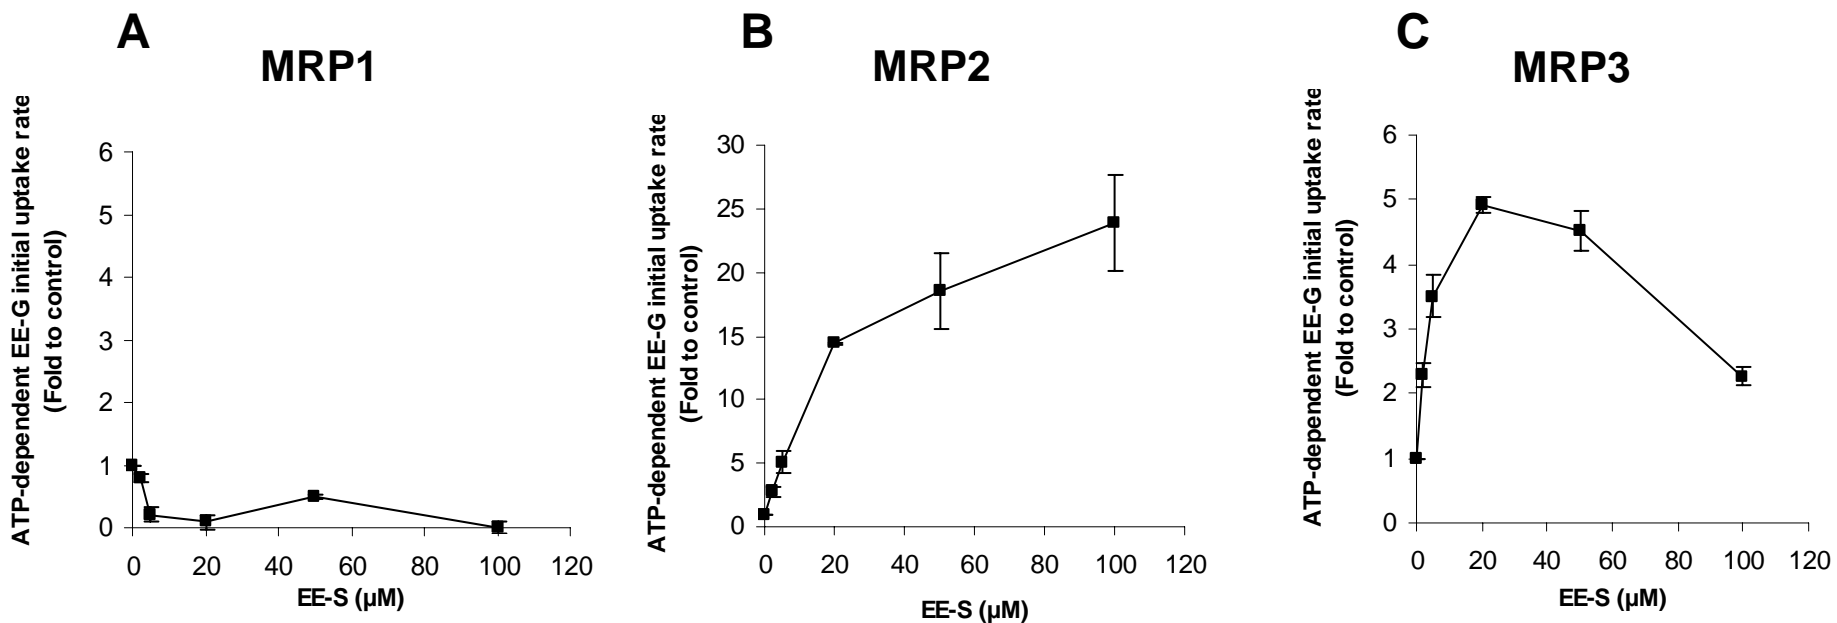 A
MRP1
ATP-dependent EE-G initial uptake rate
(Fold to control)
6
5
4
3
2
1
0
0 20 40 60 80 100 120
EE-S (µM)
B
MRP2
ATP-dependent EE-G initial uptake rate
(Fold to control)
30
25
20
15
10
5
0
0 20 40 60 80 100 120
EE-S (µM)
C
MRP3
ATP-dependent EE-G initial uptake rate
(Fold to control)
6
5
4
3
2
1
0
0 20 40 60 80 100 120
EE-S (µM)